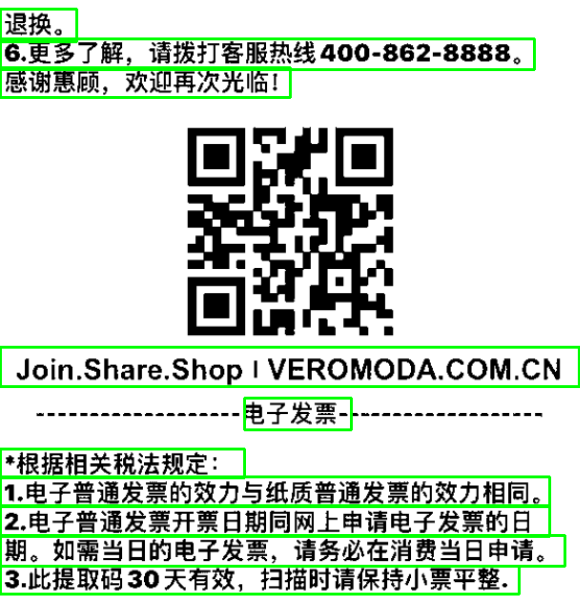 退换。
6.更多了解，请拨打客服热线400-862-8888。
感谢惠顾，欢迎再次光临！
http://m.veromoda.com.cn
Join.Share.Shop | VEROMODA.COM.CN
-------------------电子发票-------------------
*根据相关税法规定：
1.电子普通发票的效力与纸质普通发票的效力相同。
2.电子普通发票开票日期同网上申请电子发票的日
期。如需当日的电子发票，请务必在消费当日申请。
3.此提取码30天有效，扫描时请保持小票平整.